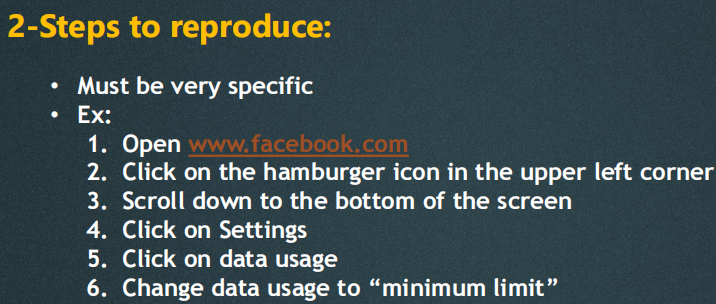 2-Steps to reproduce:
• Must be very specific
• Ex:
1. Open www.facebook.com
2. Click on the hamburger icon in the upper left corner
3. Scroll down to the bottom of the screen
4. Click on Settings
5. Click on data usage
6. Change data usage to “minimum limit”